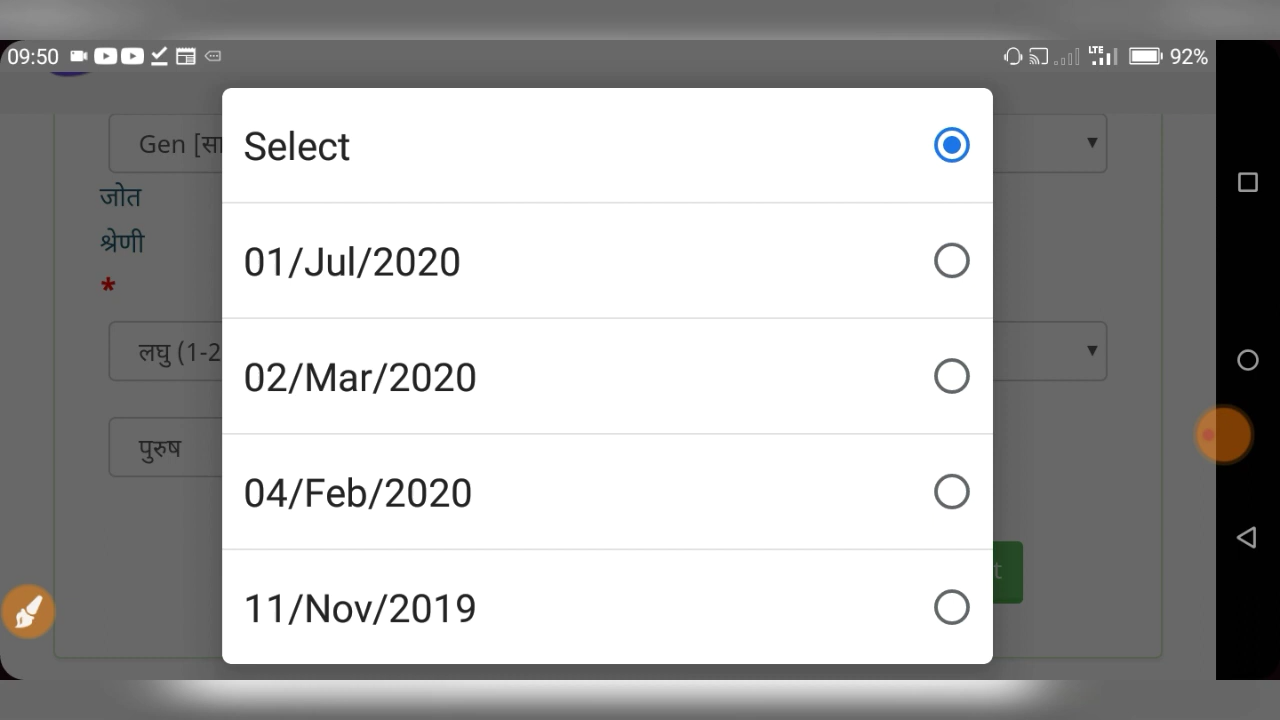 09:50
LTE
92%
Gen [सा
जोत
श्रेणी
*
लघु (1-2
पुरुष
Select
01/Jul/2020
02/Mar/2020
04/Feb/2020
11/Nov/2019
t